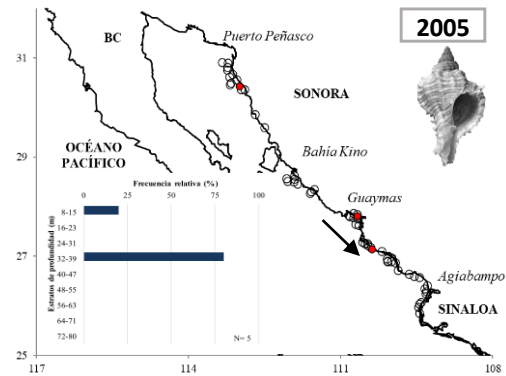 2005
31
BC
Puerto Peñasco
SONORA
OCÉANO
PACÍFICO
29
Bahía Kino
Frecuencia relativa (%)
0 25 50 75 100
Guaymas
Estratos de profundidad (m)
8-15
16-23
24-31
32-39
40-47
48-55
56-63
64-71
72-80
N= 5
27
Agiabampo
SINALOA
25
117 114 111 108